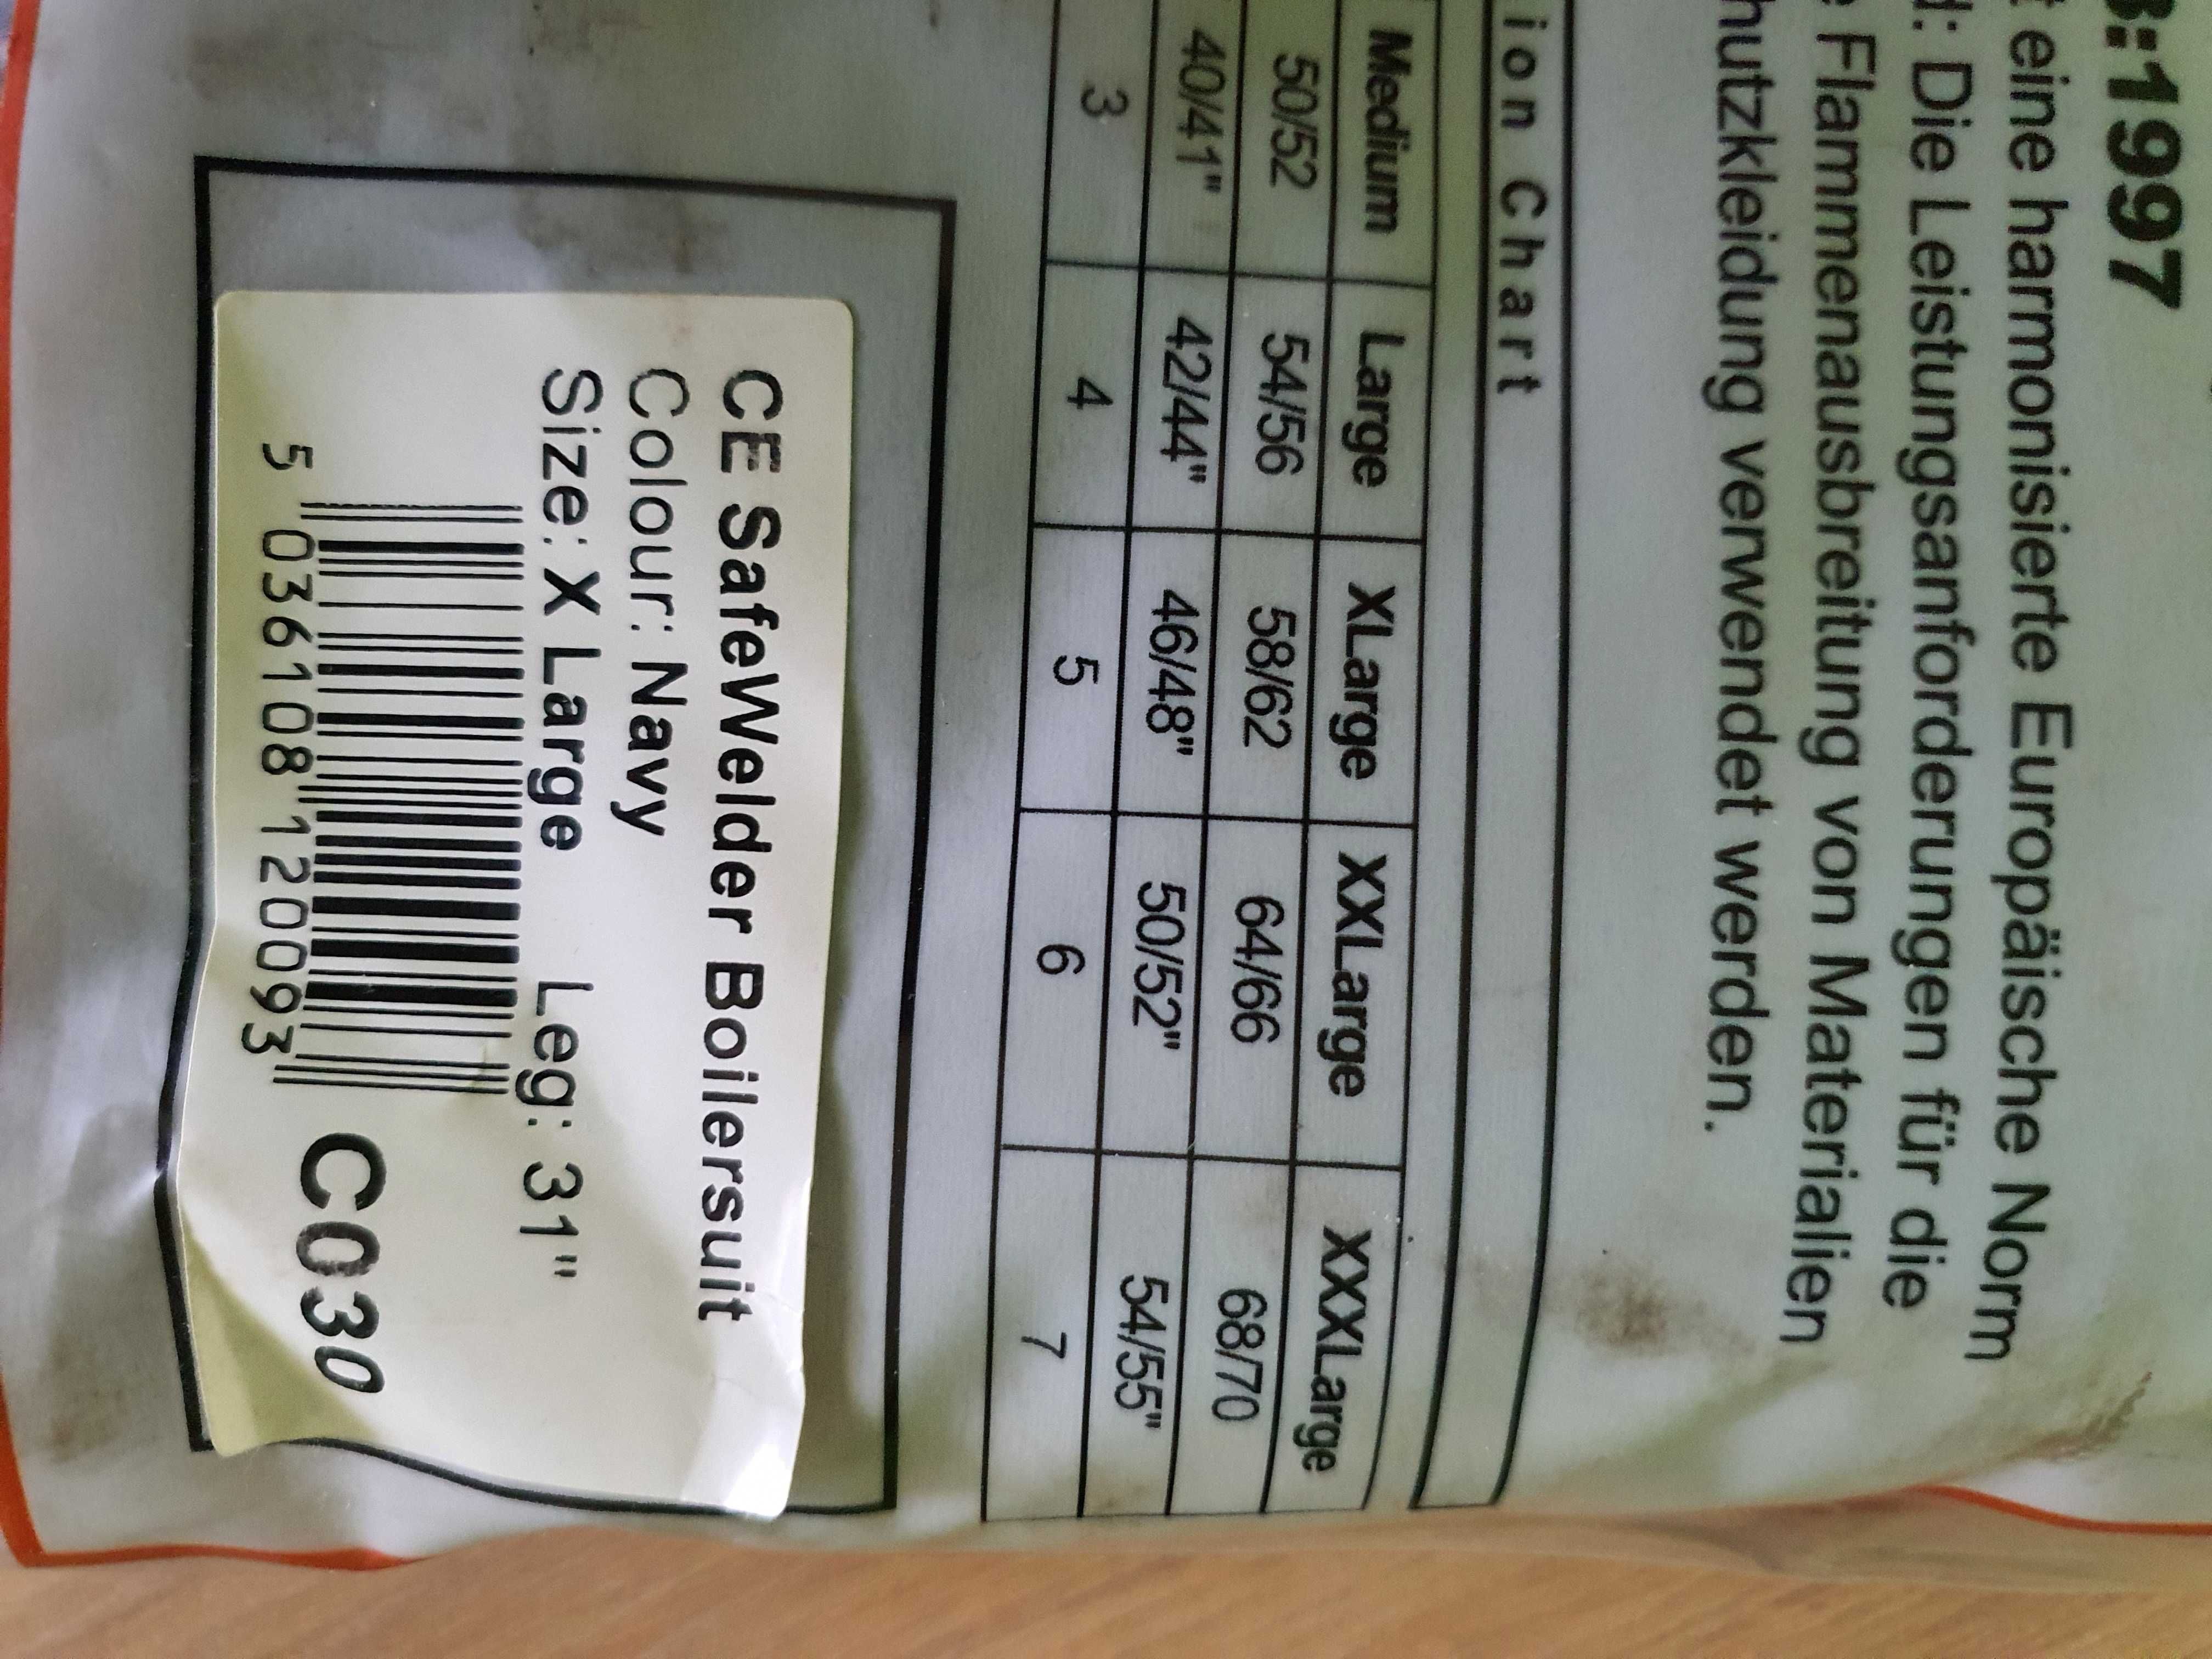 3:1997
t eine harmonisierte Europäische Norm
d: Die Leistungsanforderungen für die
e Flammenausbreitung von Materialien
hutzkleidung verwendet werden.
ion Chart
Medium Large XLarge XXLarge XXXLarge
50/52 54/56 58/62 64/66 68/70
40/41" 42/44" 46/48" 50/52" 54/55"
3 4 5 6 7
CE SafeWelder Boilersuit
Colour: Navy
Size: X Large Leg: 31"
5 036108 120093
C030